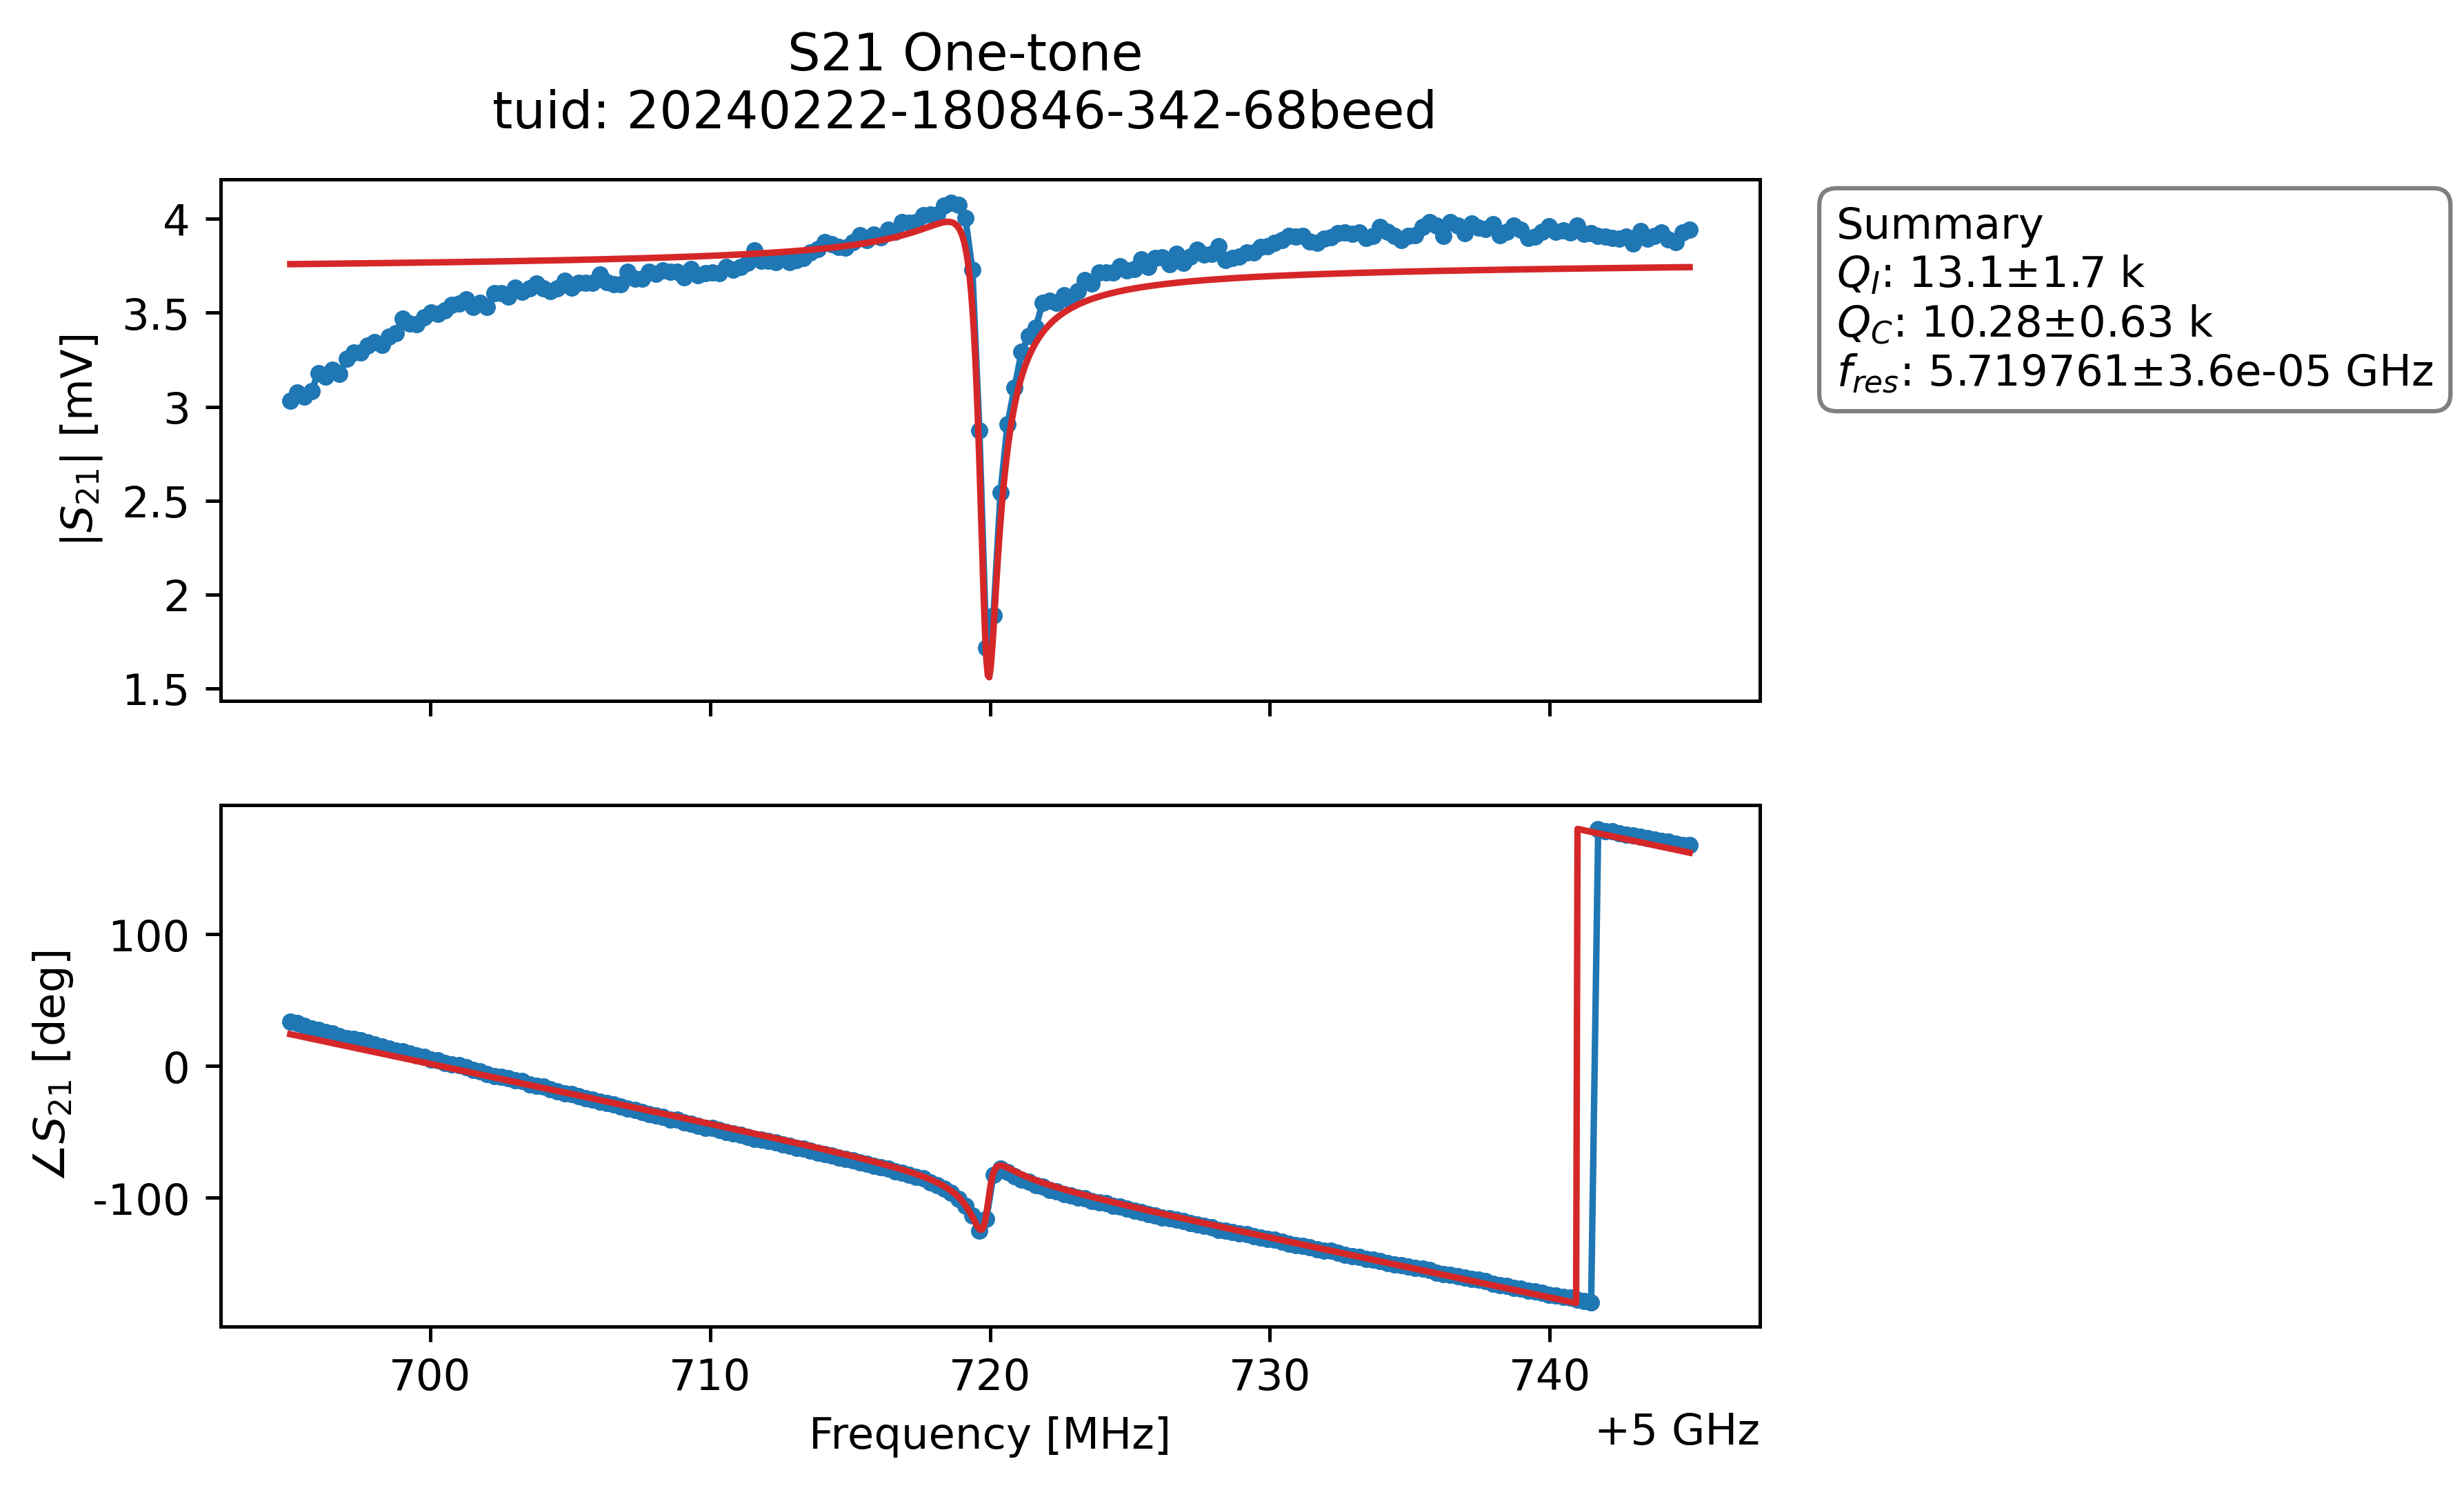 S21 One-tone
tuid: 20240222-180846-342-68beed
|S21| [mV]
4
3.5
3
2.5
2
1.5
Summary
Ql: 13.1±1.7 k
QC: 10.28±0.63 k
fres: 5.719761±3.6e-05 GHz
∠S21 [deg]
100
0
-100
700 710 720 730 740
Frequency [MHz]
+5 GHz